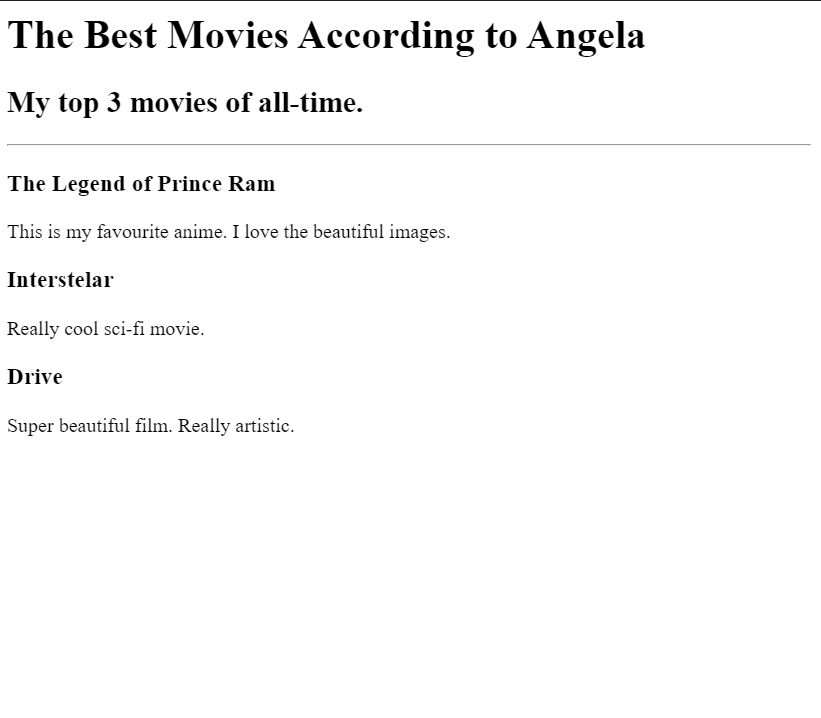 The Best Movies According to Angela
My top 3 movies of all-time.
The Legend of Prince Ram
This is my favourite anime. I love the beautiful images.
Interstelar
Really cool sci-fi movie.
Drive
Super beautiful film. Really artistic.